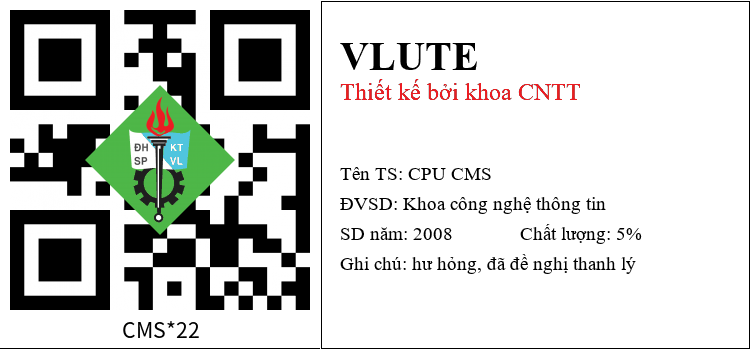 ĐH KT
SP VL
CMS*22
VLUTE
Thiết kế bởi khoa CNTT
Tên TS: CPU CMS
ĐVSD: Khoa công nghệ thông tin
SD năm: 2008 Chất lượng: 5%
Ghi chú: hư hỏng, đã đề nghị thanh lý